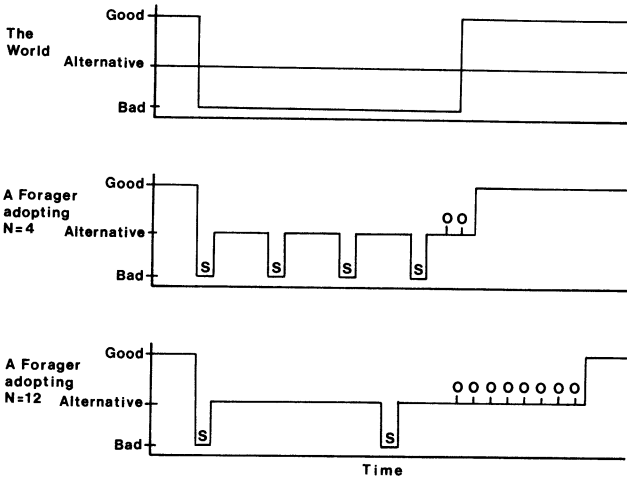 Good
The
World
Alternative
Bad
Good
A Forager
adopting
N=4
Alternative
Bad
O O
S S S S
Good
A Forager
adopting
N=12
Alternative
Bad
O O O O O O O O
S S
Time